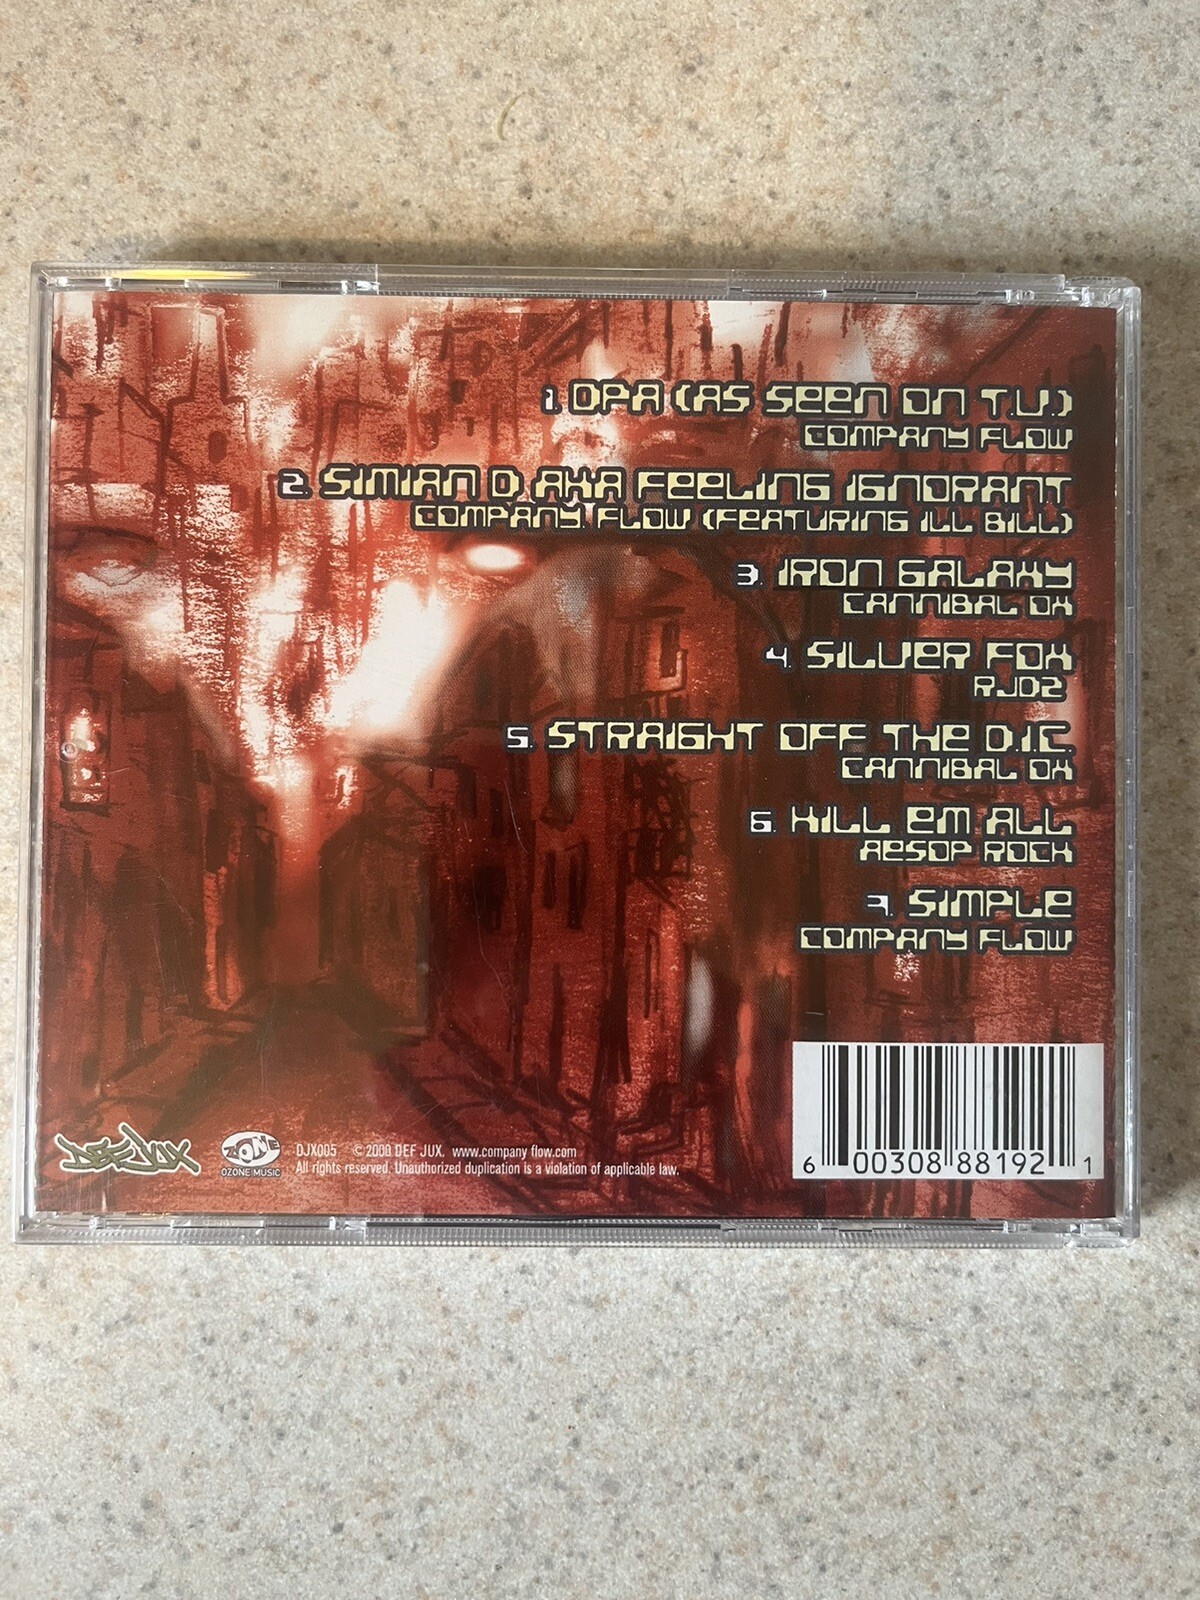 1. DPA (AS SEEN ON T.V.)
COMPANY FLOW
2. SIMIAN D AKA FEELING IGNORANT
COMPANY FLOW (FEATURING ILL BILL)
3. IRON GALAXY
CANNIBAL OX
4. SILVER FOX
RJD2
5. STRAIGHT OFF THE D.I.C.
CANNIBAL OX
6. KILL EM ALL
AESOP ROCK
7. SIMPLE
COMPANY FLOW
DEF JUX
OZONE
OZONE MUSIC
DJX005 © 2000 DEF JUX. www.company flow.com
All rights reserved. Unauthorized duplication is a violation of applicable law.
6 00308 88192 1